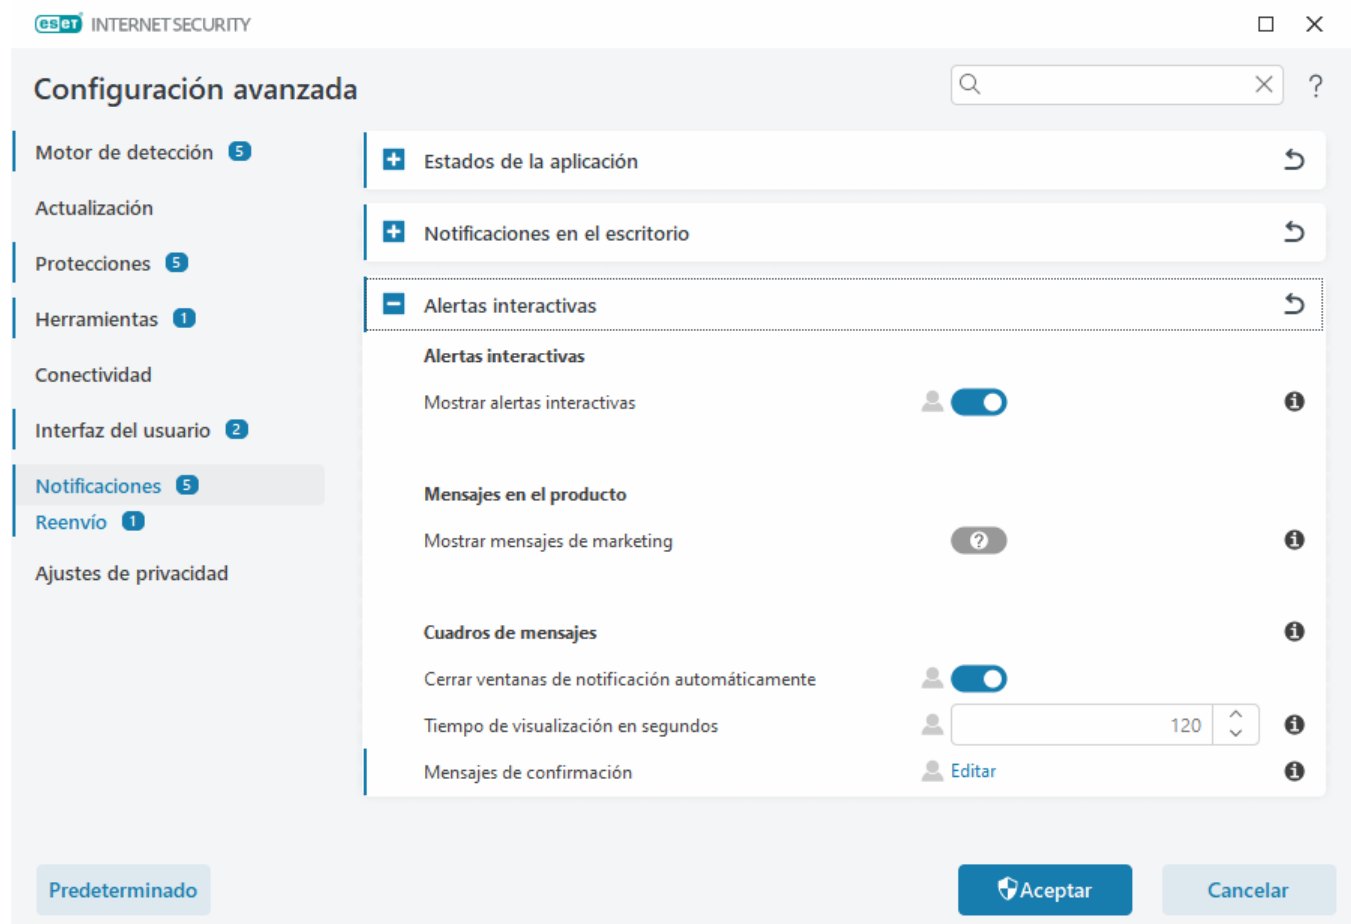 eset INTERNET SECURITY
Configuración avanzada
?
Motor de detección 5
Actualización
Protecciones 5
Herramientas 1
Conectividad
Interfaz del usuario 2
Notificaciones 5
Reenvío 1
Ajustes de privacidad
Estados de la aplicación
Notificaciones en el escritorio
Alertas interactivas
Alertas interactivas
Mostrar alertas interactivas
Mensajes en el producto
Mostrar mensajes de marketing ?
Cuadros de mensajes
Cerrar ventanas de notificación automáticamente
Tiempo de visualización en segundos 120
Mensajes de confirmación Editar
Predeterminado
Aceptar
Cancelar